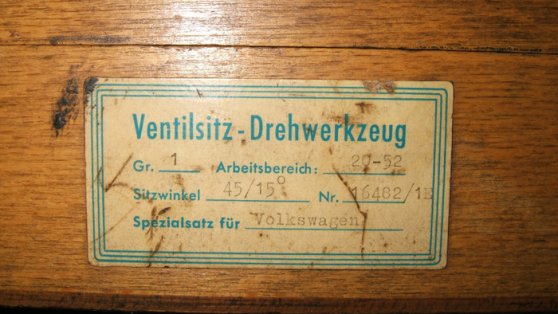 Ventilsitz-Drehwerkzeug
Gr. 1 Arbeitsbereich: 20-52
Sitzwinkel 45/15° Nr. 16482/1E
Spezialsatz für Volkswagen